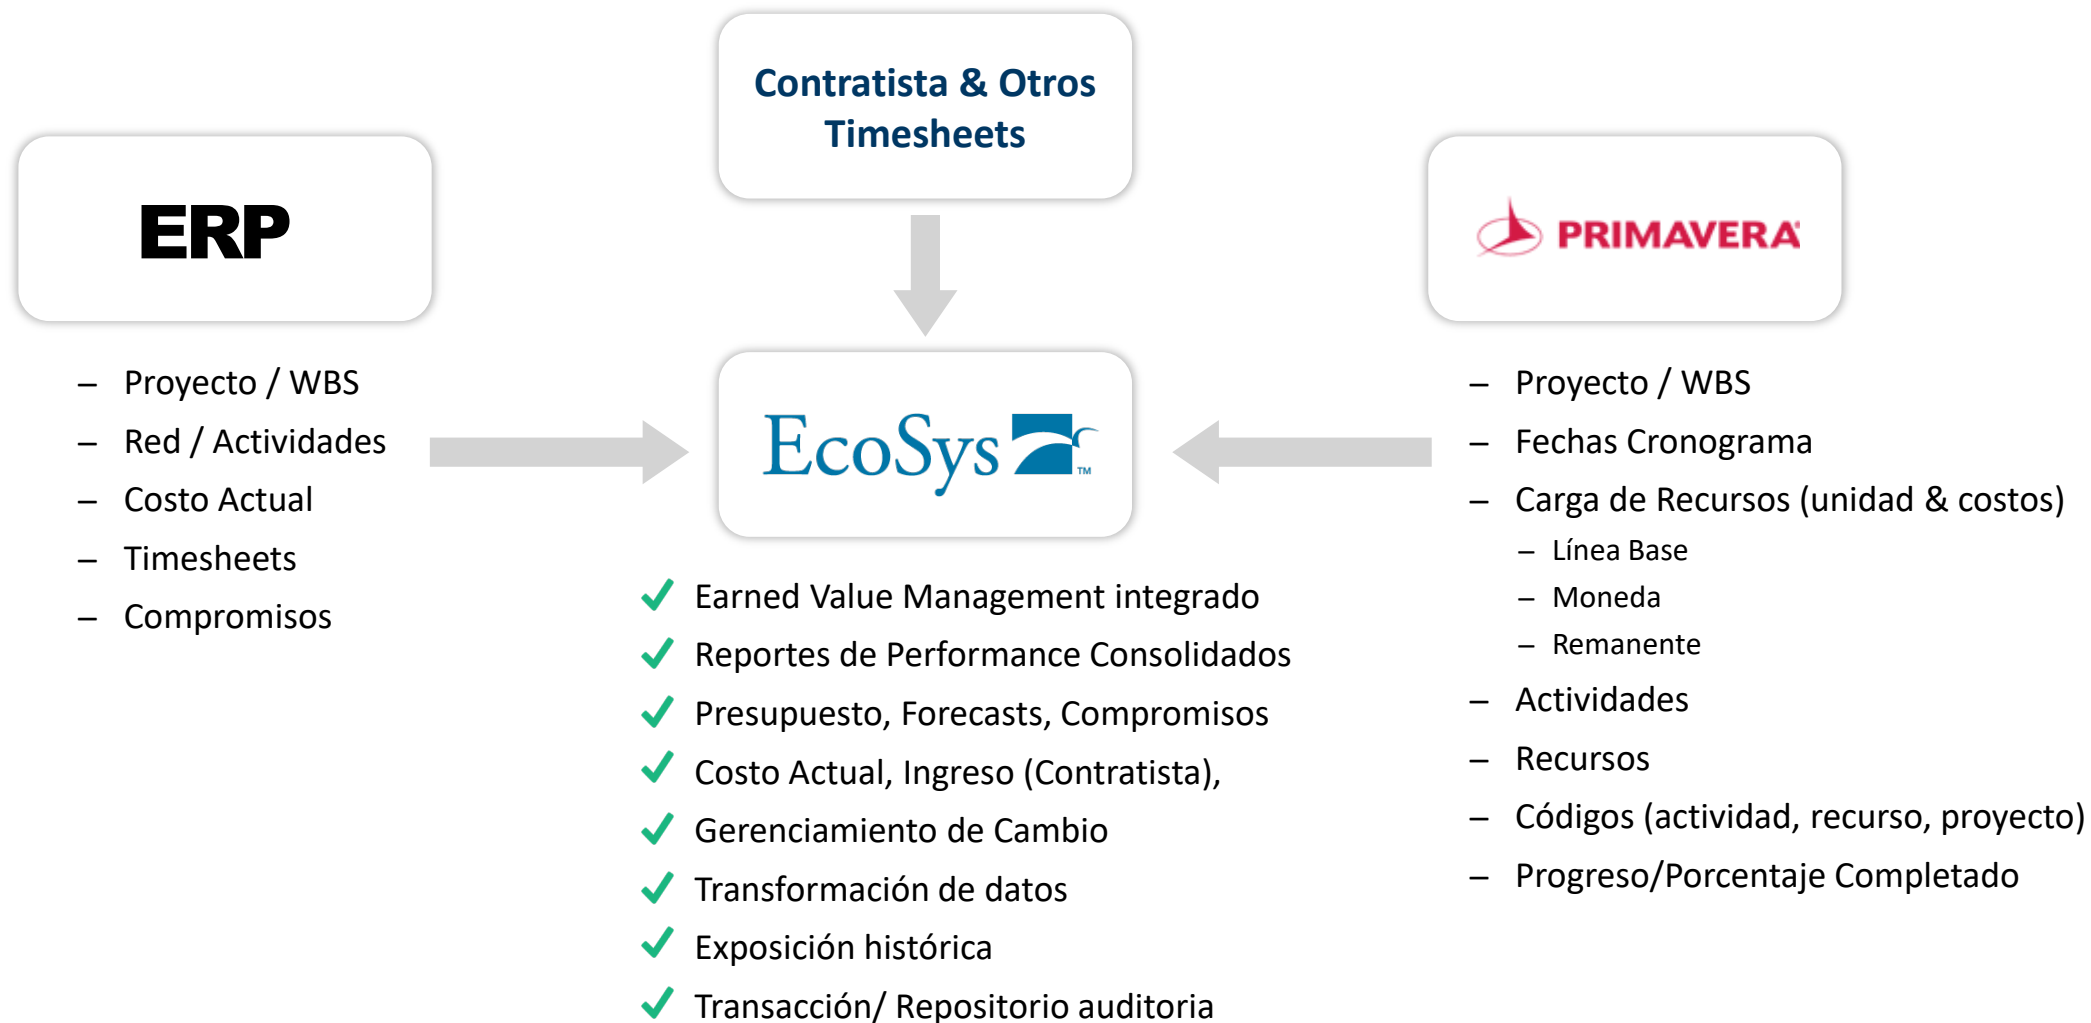 Contratista & Otros
Timesheets
ERP
– Proyecto / WBS
– Red / Actividades
– Costo Actual
– Timesheets
– Compromisos
EcoSys™
Earned Value Management integrado
Reportes de Performance Consolidados
Presupuesto, Forecasts, Compromisos
Costo Actual, Ingreso (Contratista),
Gerenciamiento de Cambio
Transformación de datos
Exposición histórica
Transacción/ Repositorio auditoria
PRIMAVERA
– Proyecto / WBS
– Fechas Cronograma
– Carga de Recursos (unidad & costos)
– Línea Base
– Moneda
– Remanente
– Actividades
– Recursos
– Códigos (actividad, recurso, proyecto)
– Progreso/Porcentaje Completado